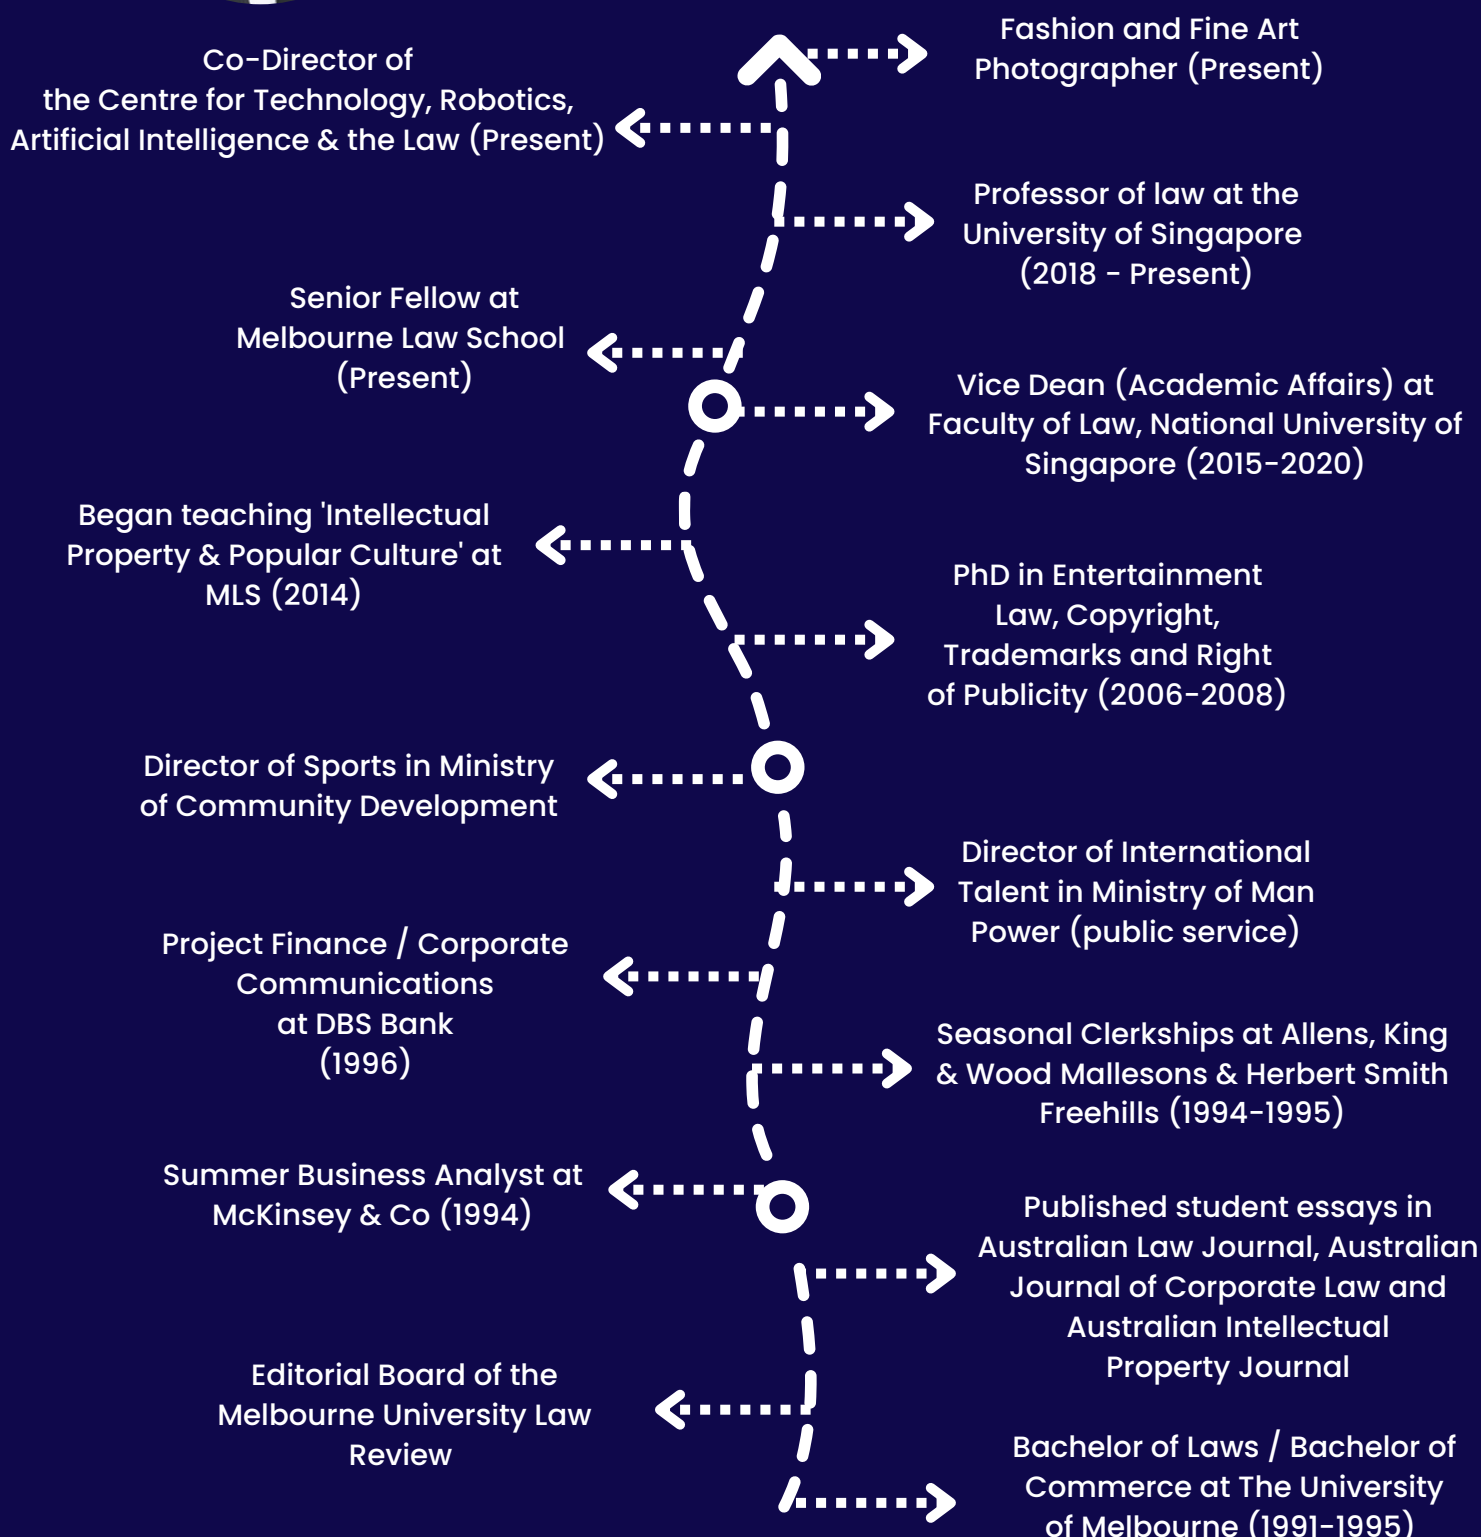 Fashion and Fine Art
Photographer (Present)
Co-Director of
the Centre for Technology, Robotics,
Artificial Intelligence & the Law (Present)
Professor of law at the
University of Singapore
(2018 - Present)
Senior Fellow at
Melbourne Law School
(Present)
Vice Dean (Academic Affairs) at
Faculty of Law, National University of
Singapore (2015-2020)
Began teaching 'Intellectual
Property & Popular Culture' at
MLS (2014)
PhD in Entertainment
Law, Copyright,
Trademarks and Right
of Publicity (2006-2008)
Director of Sports in Ministry
of Community Development
Director of International
Talent in Ministry of Man
Power (public service)
Project Finance / Corporate
Communications
at DBS Bank
(1996)
Seasonal Clerkships at Allens, King
& Wood Mallesons & Herbert Smith
Freehills (1994-1995)
Summer Business Analyst at
McKinsey & Co (1994)
Published student essays in
Australian Law Journal, Australian
Journal of Corporate Law and
Australian Intellectual
Property Journal
Editorial Board of the
Melbourne University Law
Review
Bachelor of Laws / Bachelor of
Commerce at The University
of Melbourne (1991-1995)